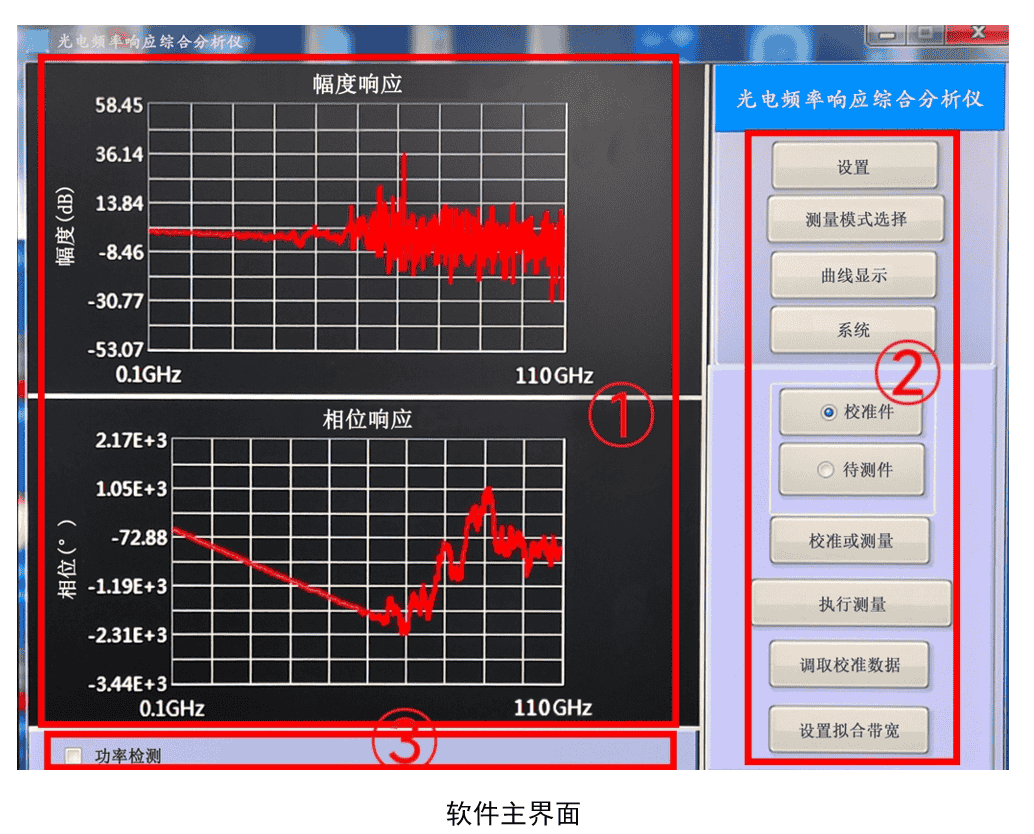 光电频率响应综合分析仪
幅度响应
58.45
36.14
13.84
-8.46
-30.77
-53.07
幅度(dB)
0.1GHz
110GHz
①
相位响应
2.17E+3
1.05E+3
-72.88
-1.19E+3
-2.31E+3
-3.44E+3
相位(°)
0.1GHz
110GHz
③
功率检测
光电频率响应综合分析仪
设置
测量模式选择
曲线显示
系统
②
校准件
待测件
校准或测量
执行测量
调取校准数据
设置拟合带宽
软件主界面